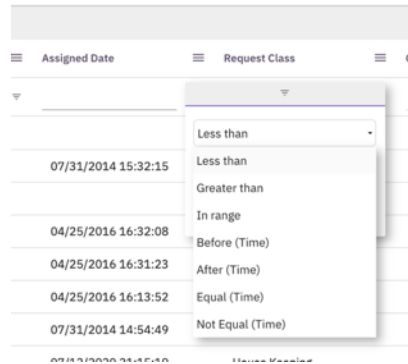 Assigned Date
Request Class
Less than
07/31/2014 15:32:15
Less than
Greater than
In range
04/25/2016 16:32:08
Before (Time)
04/25/2016 16:31:23
After (Time)
04/25/2016 16:13:52
Equal (Time)
07/31/2014 14:54:49
Not Equal (Time)
House Keeping